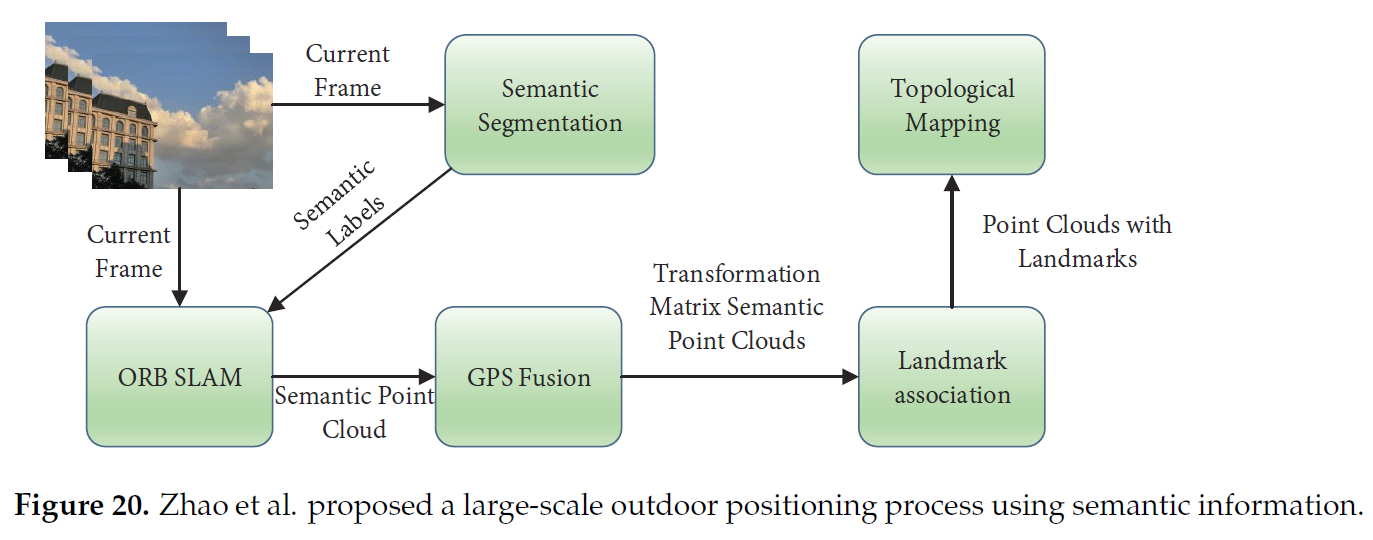 Current
Frame
Semantic
Segmentation
Topological
Mapping
Semantic
Labels
Current
Frame
Point Clouds with
Landmarks
Transformation
Matrix Semantic
Point Clouds
ORB SLAM
Semantic Point
Cloud
GPS Fusion
Landmark
association
Figure 20. Zhao et al. proposed a large-scale outdoor positioning process using semantic information.